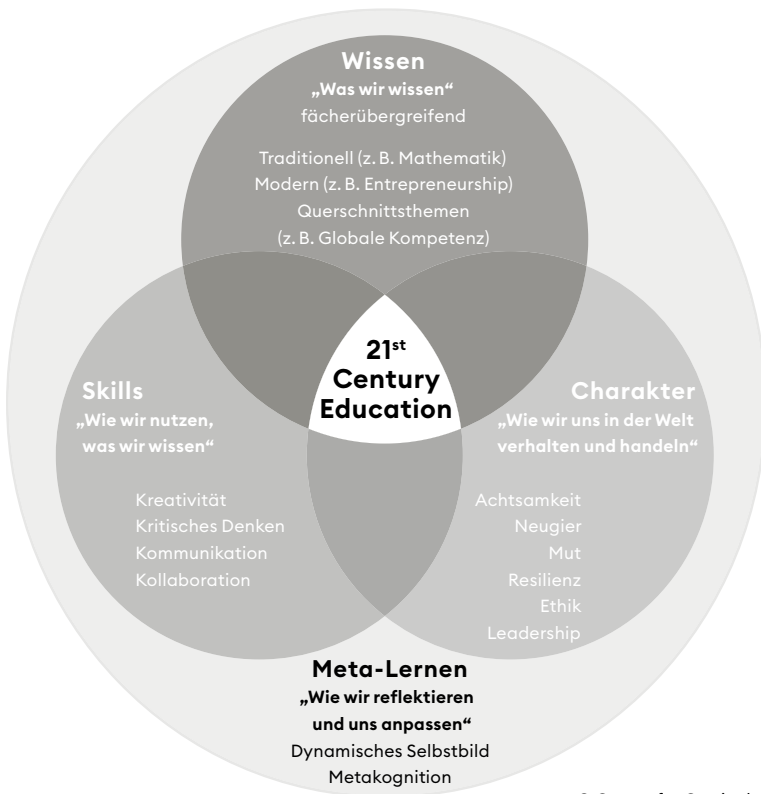 Wissen
„Was wir wissen“
fächerübergreifend
Traditionell (z. B. Mathematik)
Modern (z. B. Entrepreneurship)
Querschnittsthemen
(z. B. Globale Kompetenz)
21st
Century
Education
Skills
„Wie wir nutzen,
was wir wissen“
Kreativität
Kritisches Denken
Kommunikation
Kollaboration
Charakter
„Wie wir uns in der Welt
verhalten und handeln“
Achtsamkeit
Neugier
Mut
Resilienz
Ethik
Leadership
Meta-Lernen
„Wie wir reflektieren
und uns anpassen“
Dynamisches Selbstbild
Metakognition